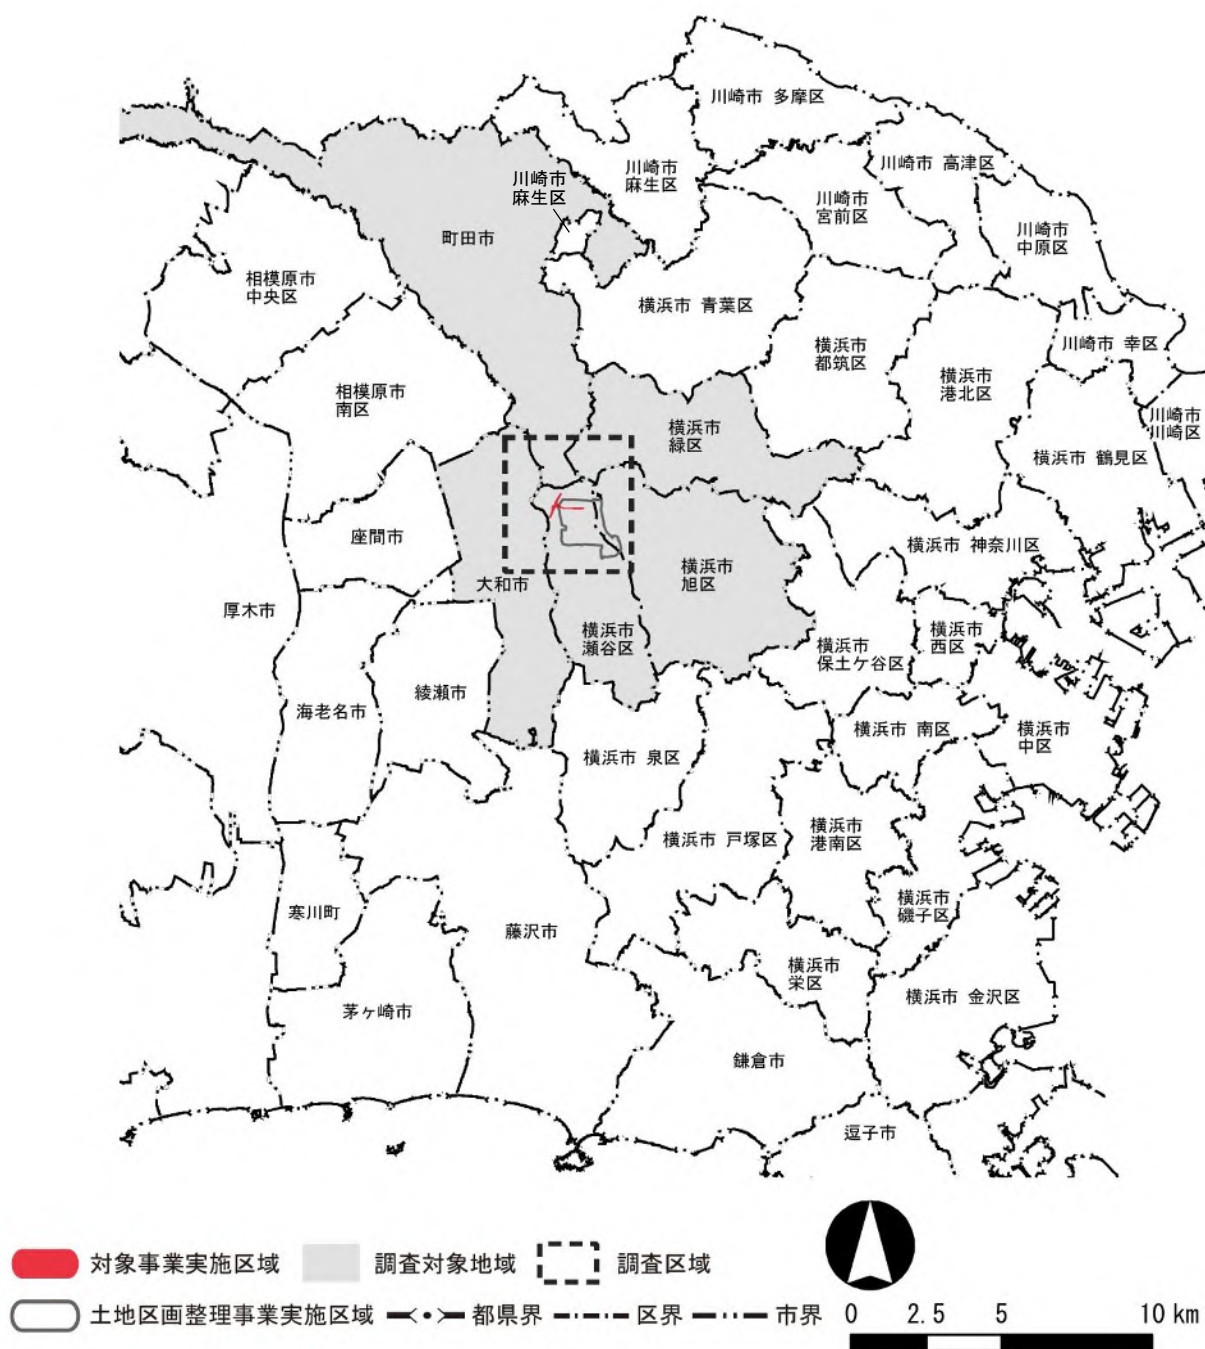 川崎市 多摩区
川崎市 高津区
川崎市
麻生区
川崎市
麻生区
川崎市
宮前区
川崎市
中原区
町田市
相模原市
中央区
横浜市 青葉区
川崎市 幸区
横浜市
都筑区
横浜市
港北区
相模原市
南区
川崎市
川崎区
横浜市
緑区
横浜市 鶴見区
座間市
横浜市 神奈川区
大和市
横浜市
旭区
厚木市
横浜市
瀬谷区
横浜市
保土ケ谷区
横浜市
西区
綾瀬市
海老名市
横浜市 泉区
横浜市 南区
横浜市
中区
横浜市 戸塚区
横浜市
港南区
寒川町
藤沢市
横浜市
磯子区
横浜市
栄区
横浜市 金沢区
茅ヶ崎市
鎌倉市
逗子市
対象事業実施区域 調査対象地域 調査区域
土地区画整理事業実施区域 都県界 区界 市界
0 2.5 5 10 km